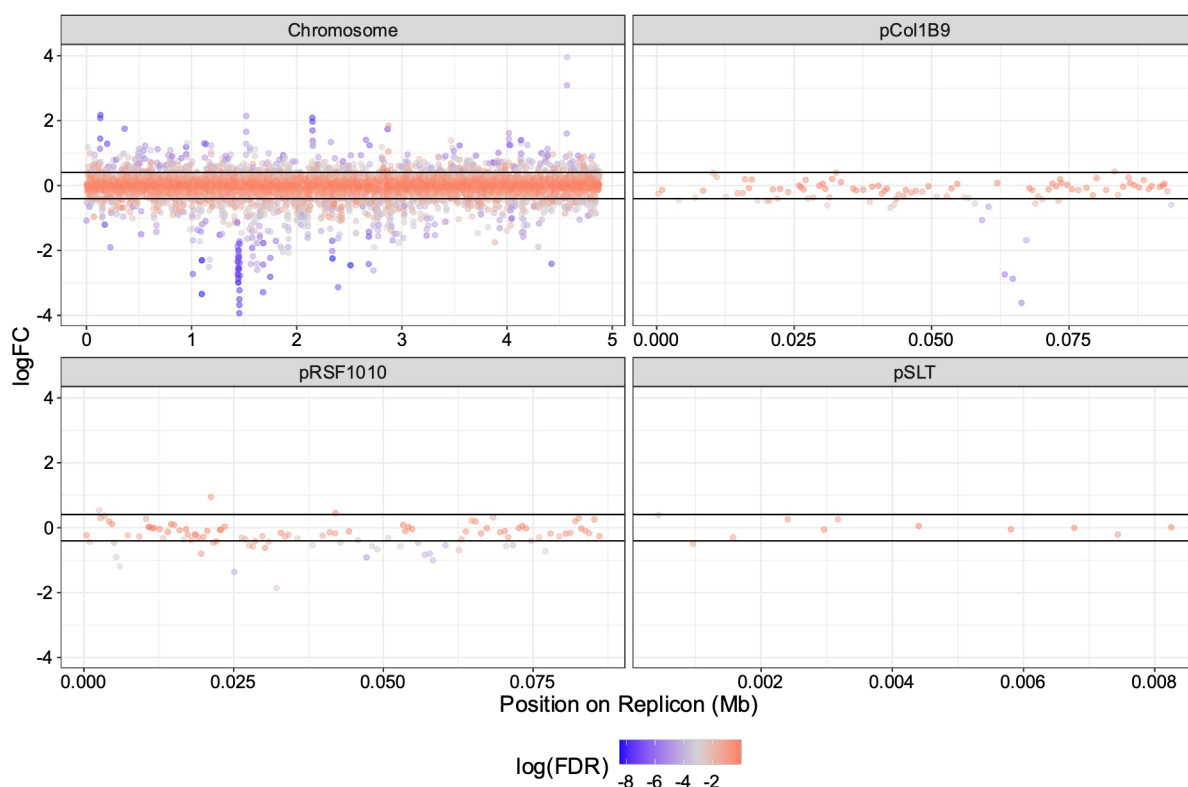 Chromosome
pCol1B9
4
2
0
-2
-4
0 1 2 3 4 5
0.000 0.025 0.050 0.075
logFC
pRSF1010
pSLT
4
2
0
-2
-4
0.000 0.025 0.050 0.075
0.002 0.004 0.006 0.008
Position on Replicon (Mb)
log(FDR)
-8 -6 -4 -2